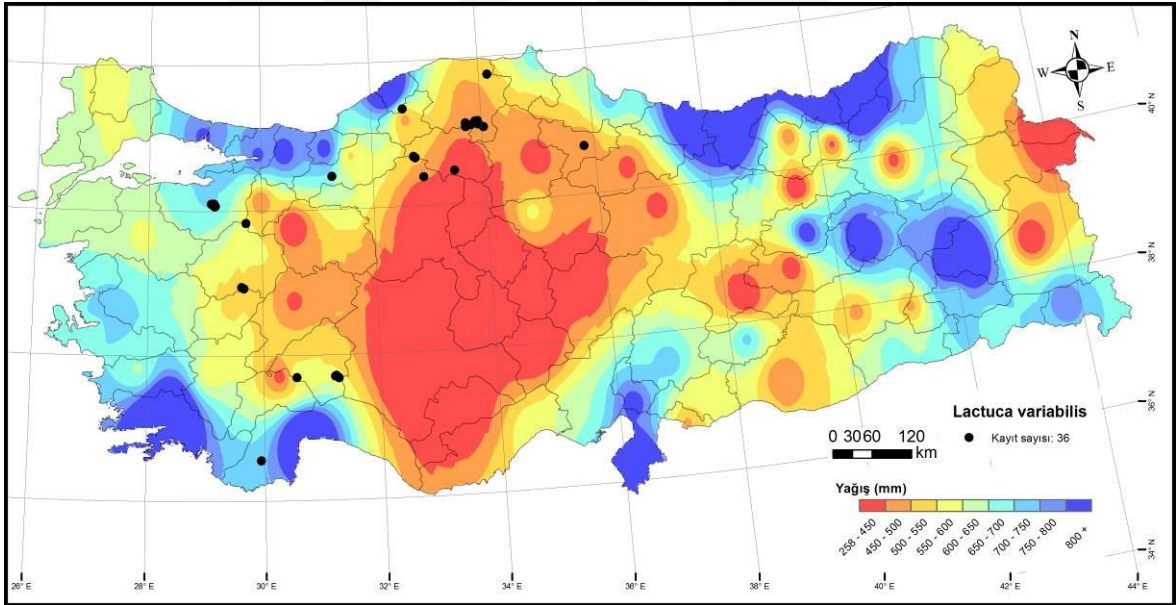 N
W E
S
40° N
38° N
36° N
34° N
Lactuca variabilis
Kayıt sayısı: 36
0 30 60 120
km
Yağış (mm)
258 - 450
450 - 500
500 - 550
550 - 600
600 - 650
650 - 700
700 - 750
750 - 800
800 +
26° E 28° E 30° E 32° E 34° E 36° E 38° E 40° E 42° E 44° E